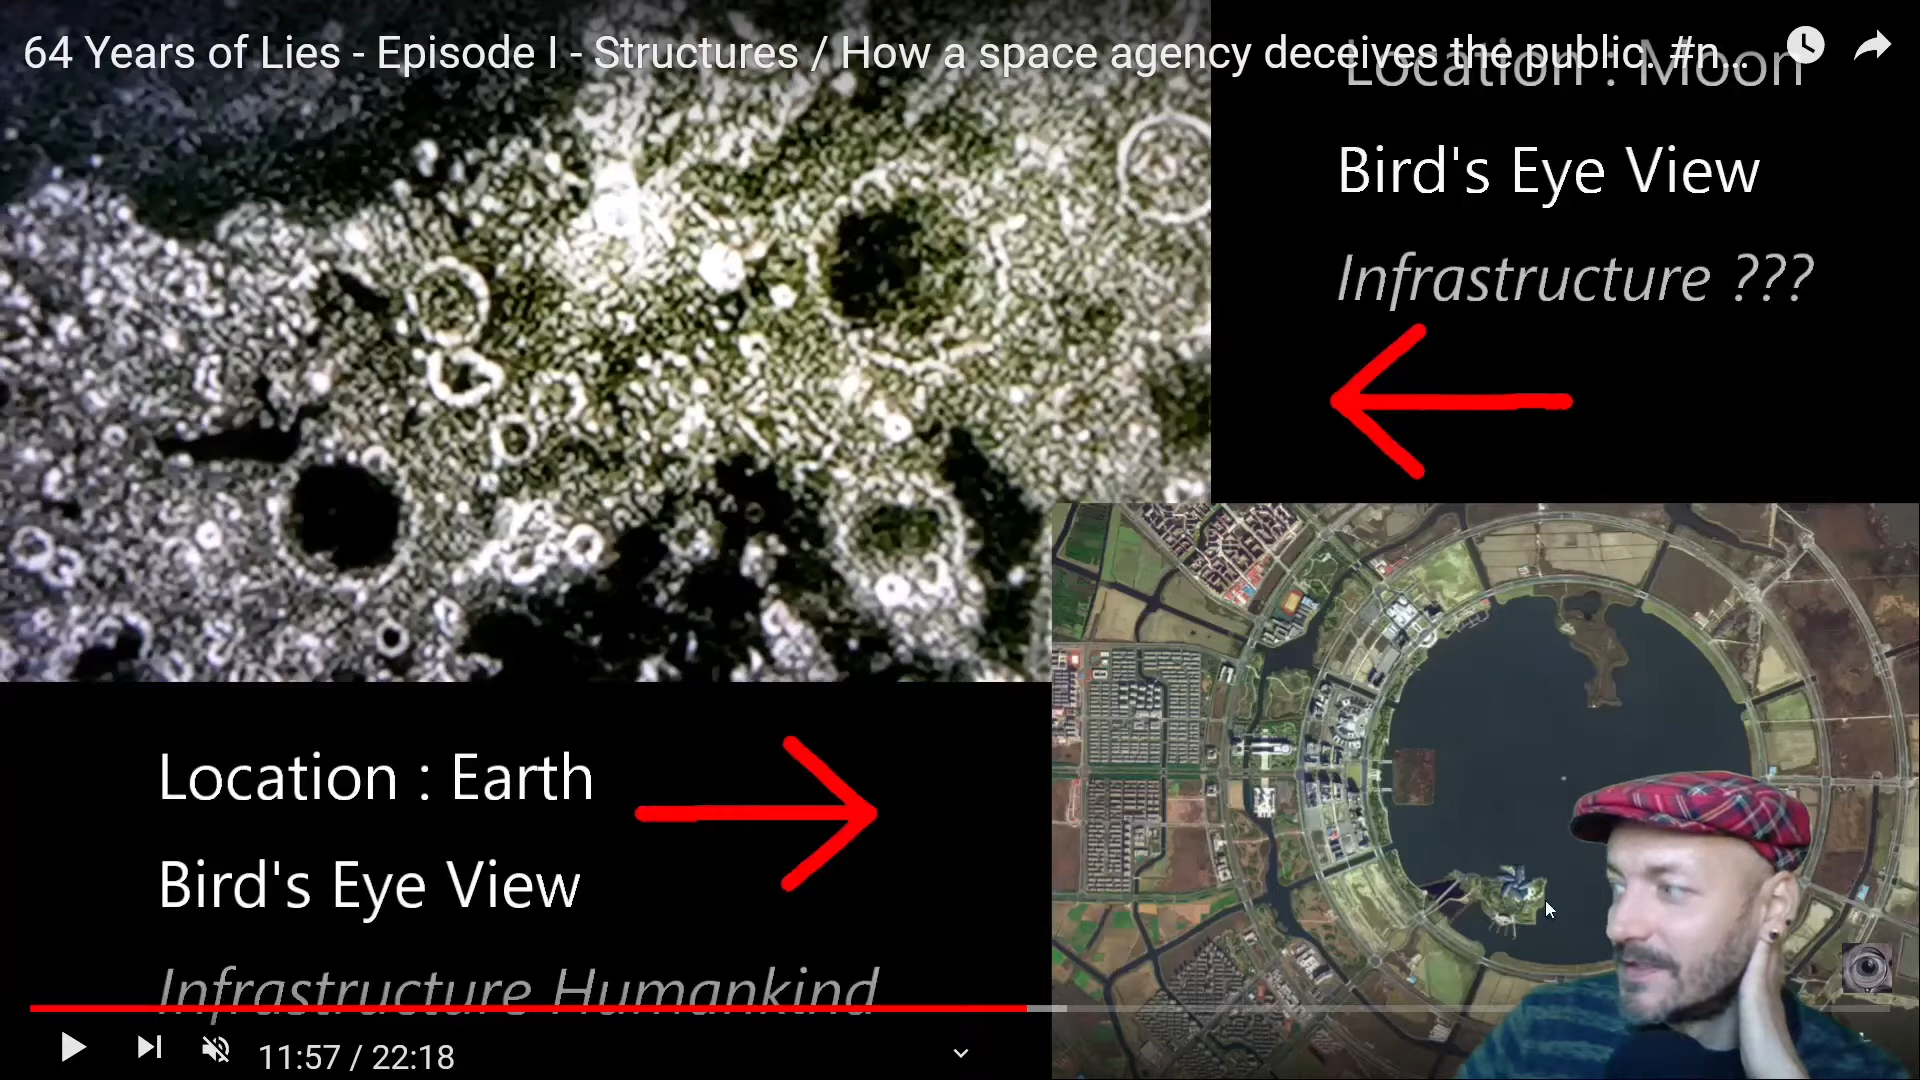 64 Years of Lies - Episode I - Structures / How a space agency deceives the public. #n...
Location : Moon
Bird's Eye View
Infrastructure ???
Location : Earth
Bird's Eye View
Infrastructure Humankind
11:57 / 22:18